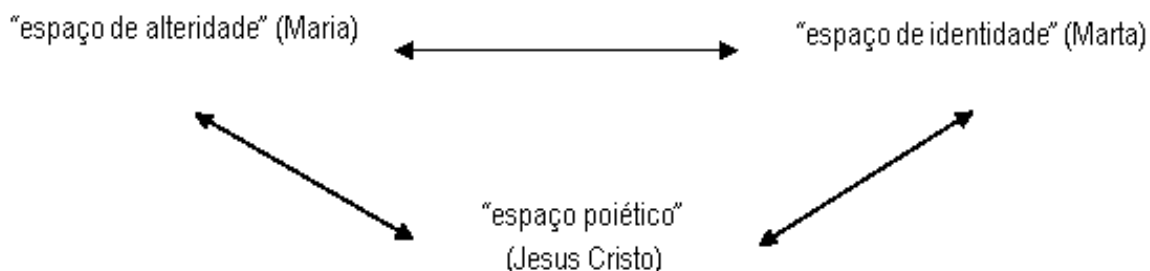 “espaço de alteridade” (Maria)
“espaço de identidade” (Marta)
“espaço poiético”
(Jesus Cristo)